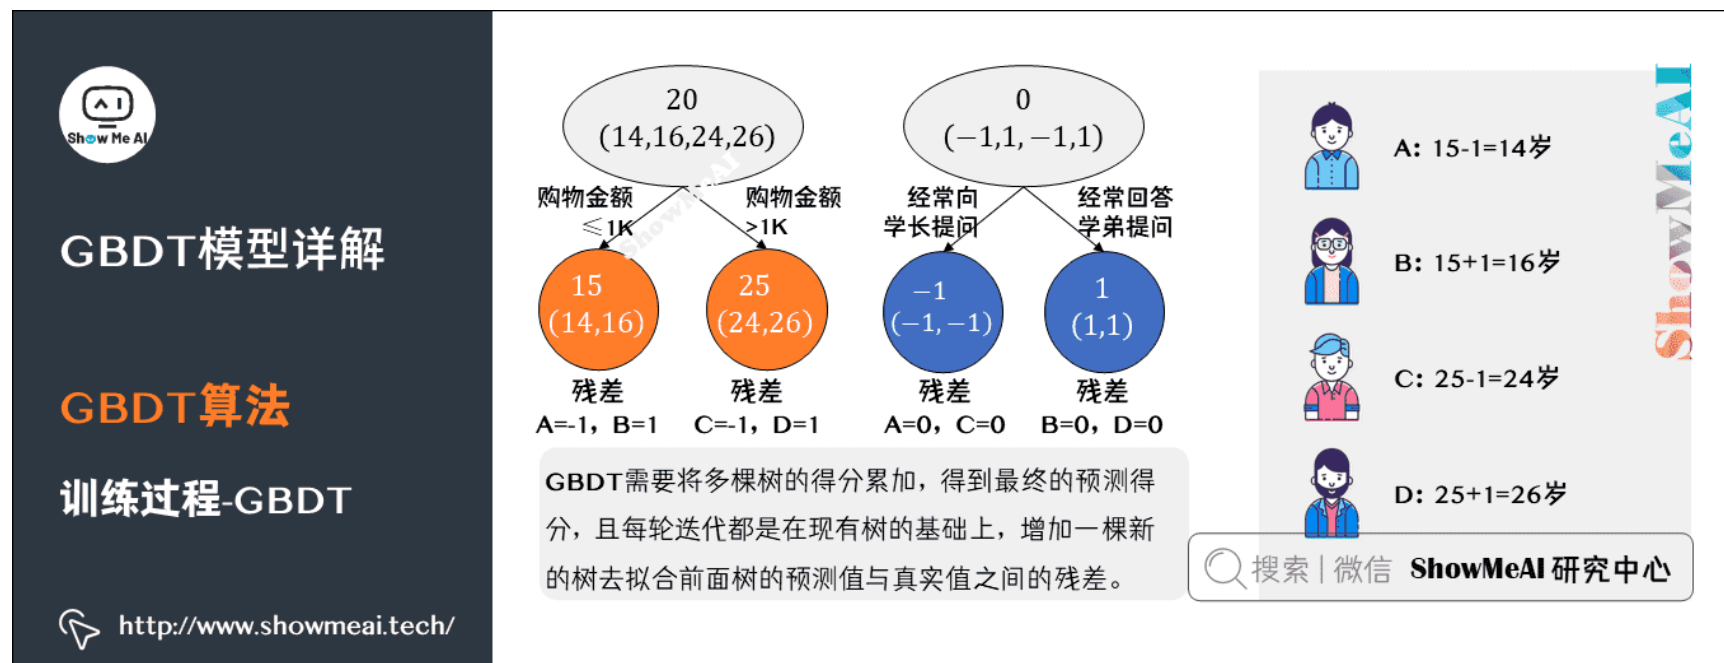 Show Me AI
GBDT模型详解
GBDT算法
训练过程-GBDT
http://www.showmeai.tech/
20
(14,16,24,26)
购物金额
≤1K
购物金额
>1K
15
(14,16)
25
(24,26)
残差
A=-1，B=1
残差
C=-1，D=1
0
(−1,1,−1,1)
经常向
学长提问
经常回答
学弟提问
−1
(−1,−1)
1
(1,1)
残差
A=0，C=0
残差
B=0，D=0
GBDT需要将多棵树的得分累加，得到最终的预测得
分，且每轮迭代都是在现有树的基础上，增加一棵新
的树去拟合前面树的预测值与真实值之间的残差。
A: 15-1=14岁
B: 15+1=16岁
C: 25-1=24岁
D: 25+1=26岁
ShowMeAI
ShowMeAI
搜索|微信 ShowMeAI 研究中心